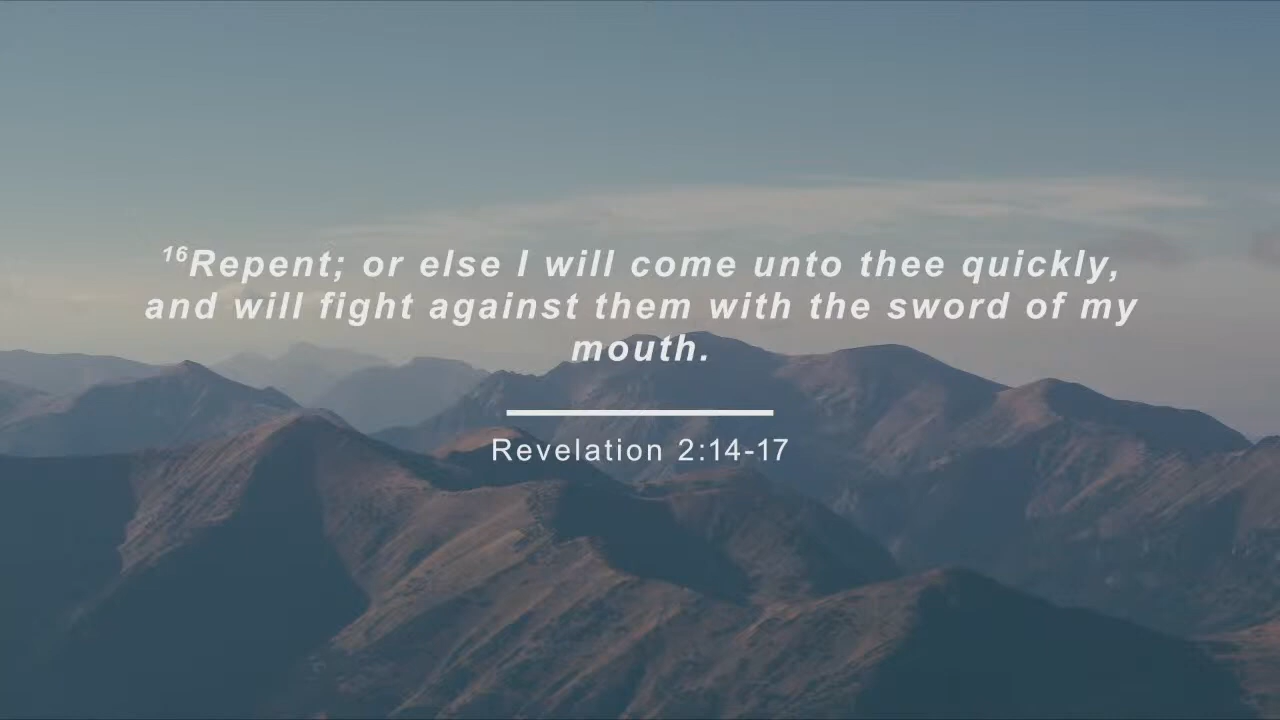 ¹⁶Repent; or else I will come unto thee quickly,
and will fight against them with the sword of my
mouth.
Revelation 2:14-17